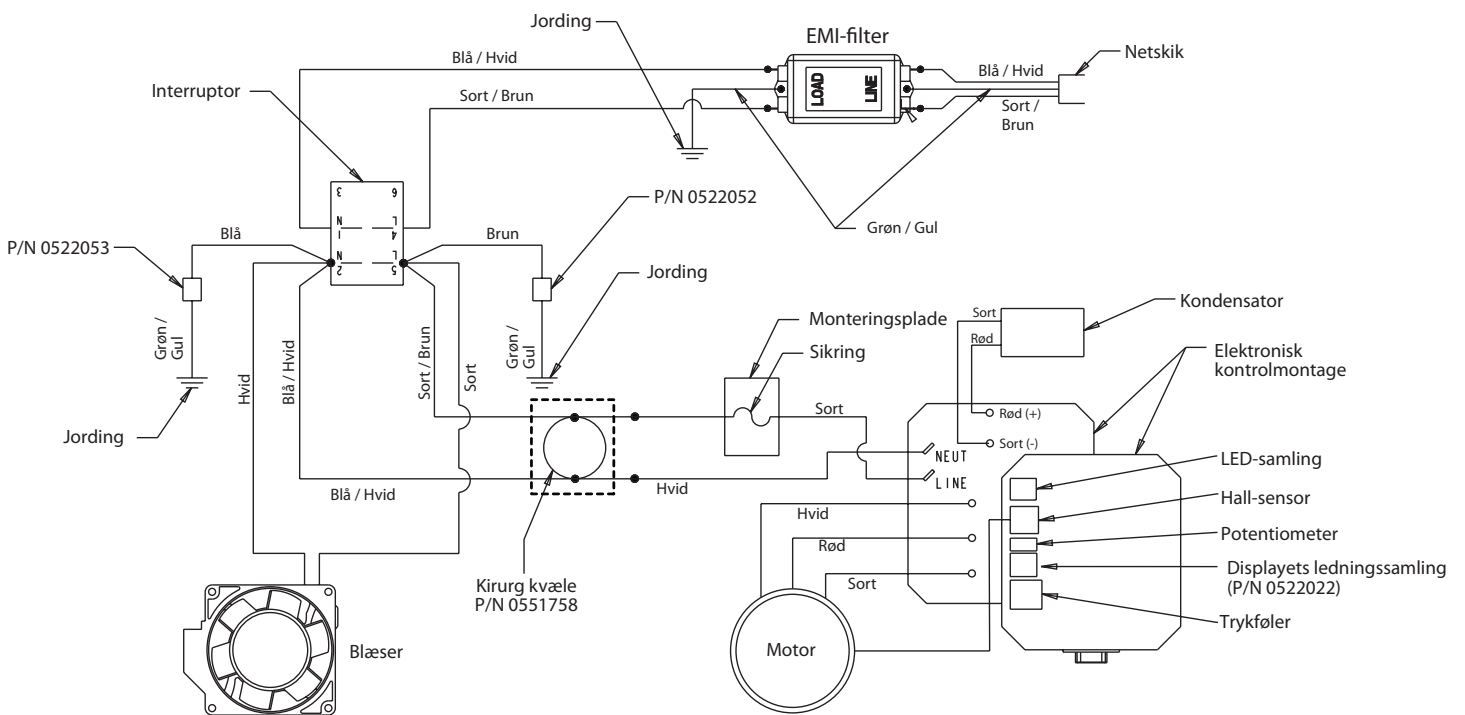 Jording
EMI-filter
Netskik
Blå / Hvid
Blå / Hvid
LOAD
LINE
Interruptor
Sort / Brun
Sort /
Brun
Jording
3
6
P/N 0522052
N
L
1
4
Grøn / Gul
P/N 0522053
Blå
Brun
N
L
2
5
Jording
Kondensator
Sort
Monteringsplade
Rød
Grøn /
Gul
Hvid
Blå / Hvid
Sort / Brun
Sort
Grøn /
Gul
Sikring
Elektronisk
kontrolmontage
Jording
Sort
Rød (+)
Sort (-)
NEUT
LED-samling
LINE
Blå / Hvid
Hvid
Hall-sensor
Hvid
Potentiometer
Rød
Displayets ledningssamling
(P/N 0522022)
Kirurg kvæle
P/N 0551758
Sort
Trykføler
Blæser
Motor